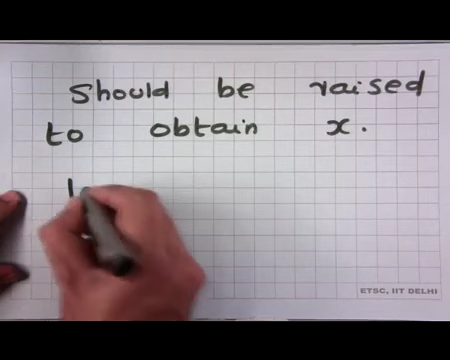 Should be raised
to obtain x.
ETSC, IIT DELHI